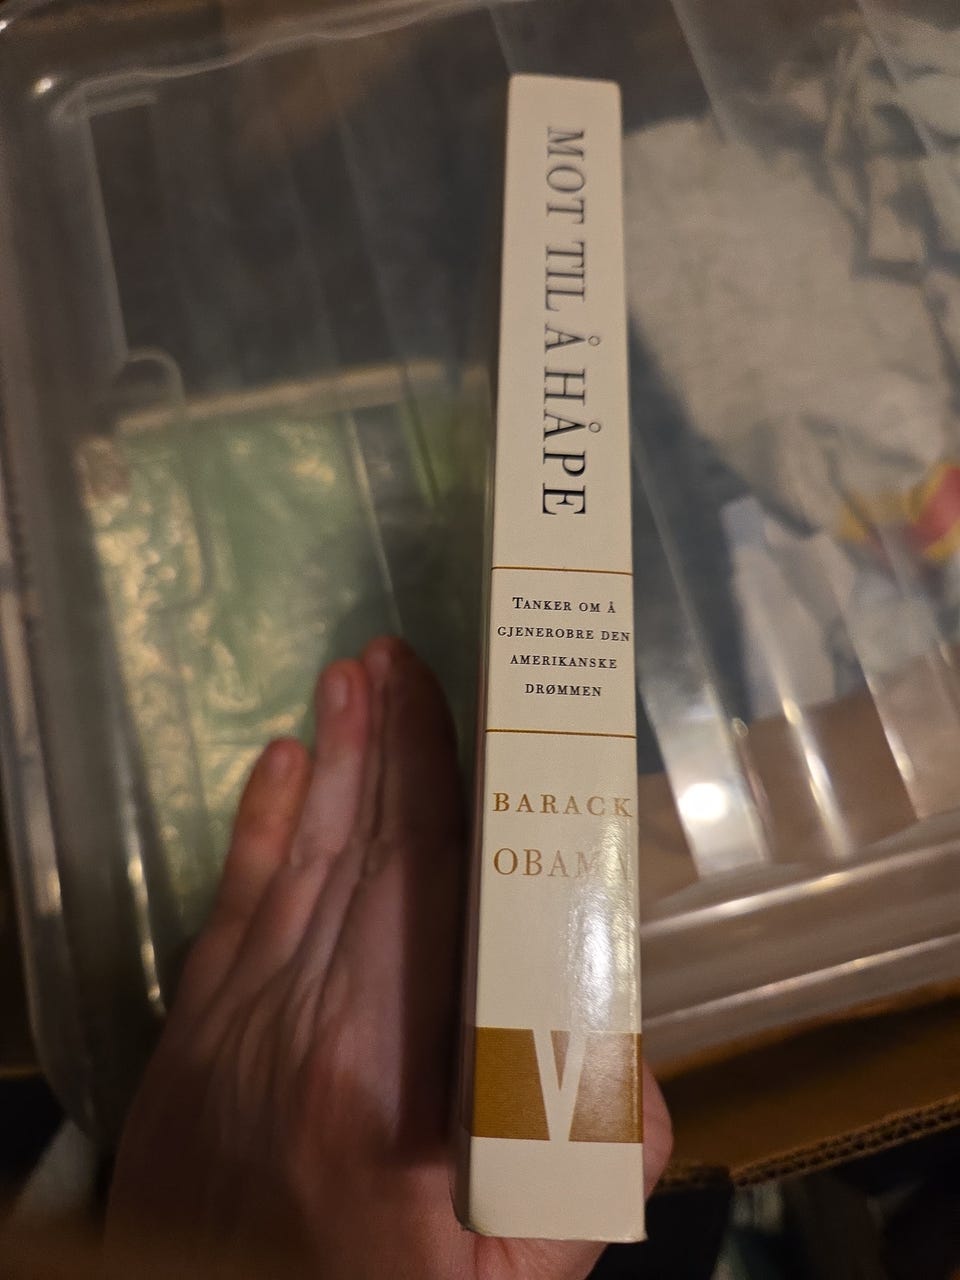 MOT TIL Å HÅPE
TANKER OM Å
GJENEROBRE DEN
AMERIKANSKE
DRØMMEN
BARACK
OBAMA
V